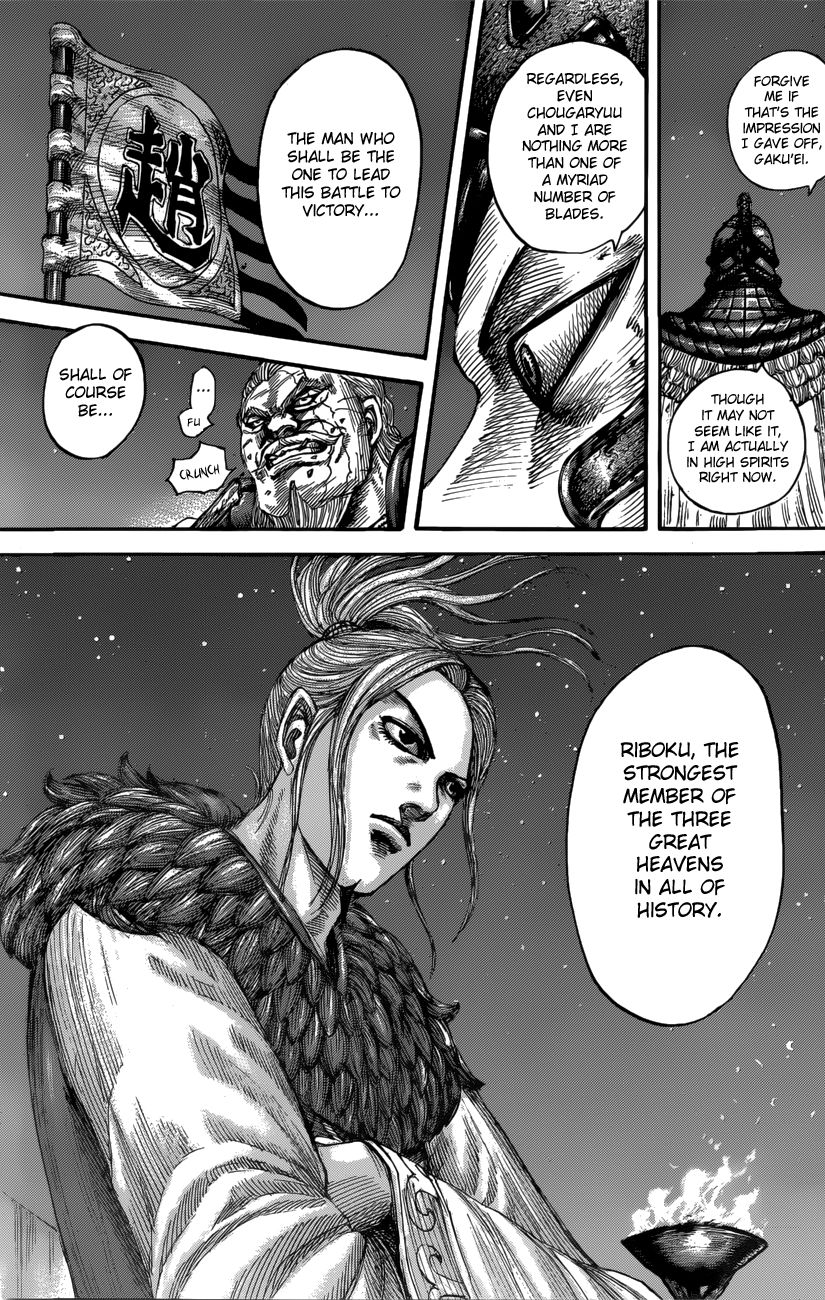 FORGIVE
ME IF
THAT'S THE
IMPRESSION
I GAVE OFF,
GAKU'EI.
THOUGH
IT MAY NOT
SEEM LIKE IT,
I AM ACTUALLY
IN HIGH SPIRITS
RIGHT NOW.
REGARDLESS,
EVEN
CHOUGARYUU
AND I ARE
NOTHING MORE
THAN ONE OF
A MYRIAD
NUMBER OF
BLADES.
THE MAN WHO
SHALL BE THE
ONE TO LEAD
THIS BATTLE TO
VICTORY...
趙
...
FU
CRUNCH
SHALL OF
COURSE
BE...
RIBOKU, THE
STRONGEST
MEMBER OF
THE THREE
GREAT
HEAVENS
IN ALL OF
HISTORY.